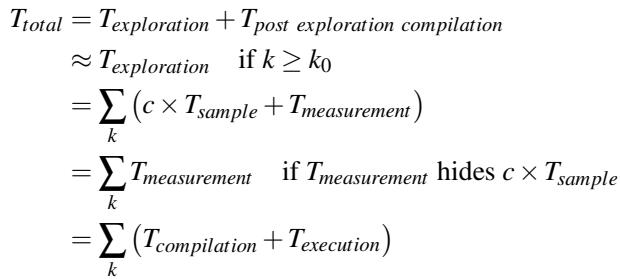 T_total = T_exploration + T_post exploration compilation
≈ T_exploration if k ≥ k_0
= ∑_k (c × T_sample + T_measurement)
= ∑_k T_measurement if T_measurement hides c × T_sample
= ∑_k (T_compilation + T_execution)